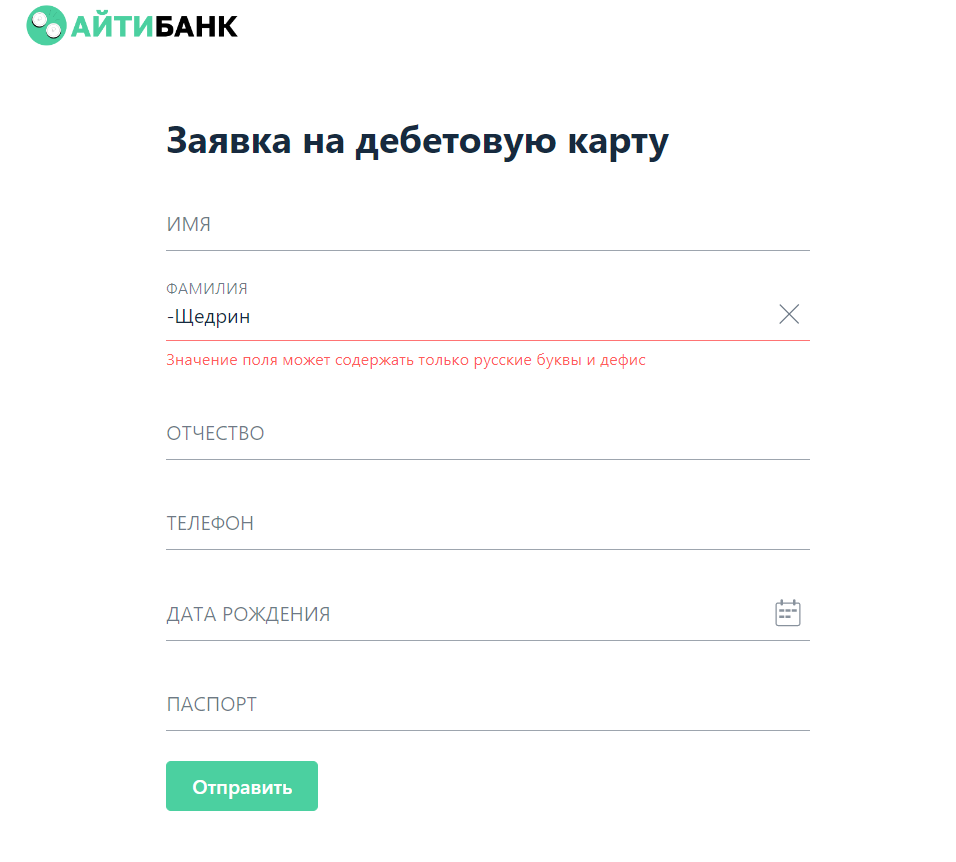 АЙТИБАНК
Заявка на дебетовую карту
ИМЯ
ФАМИЛИЯ
-Щедрин
Значение поля может содержать только русские буквы и дефис
ОТЧЕСТВО
ТЕЛЕФОН
ДАТА РОЖДЕНИЯ
ПАСПОРТ
Отправить